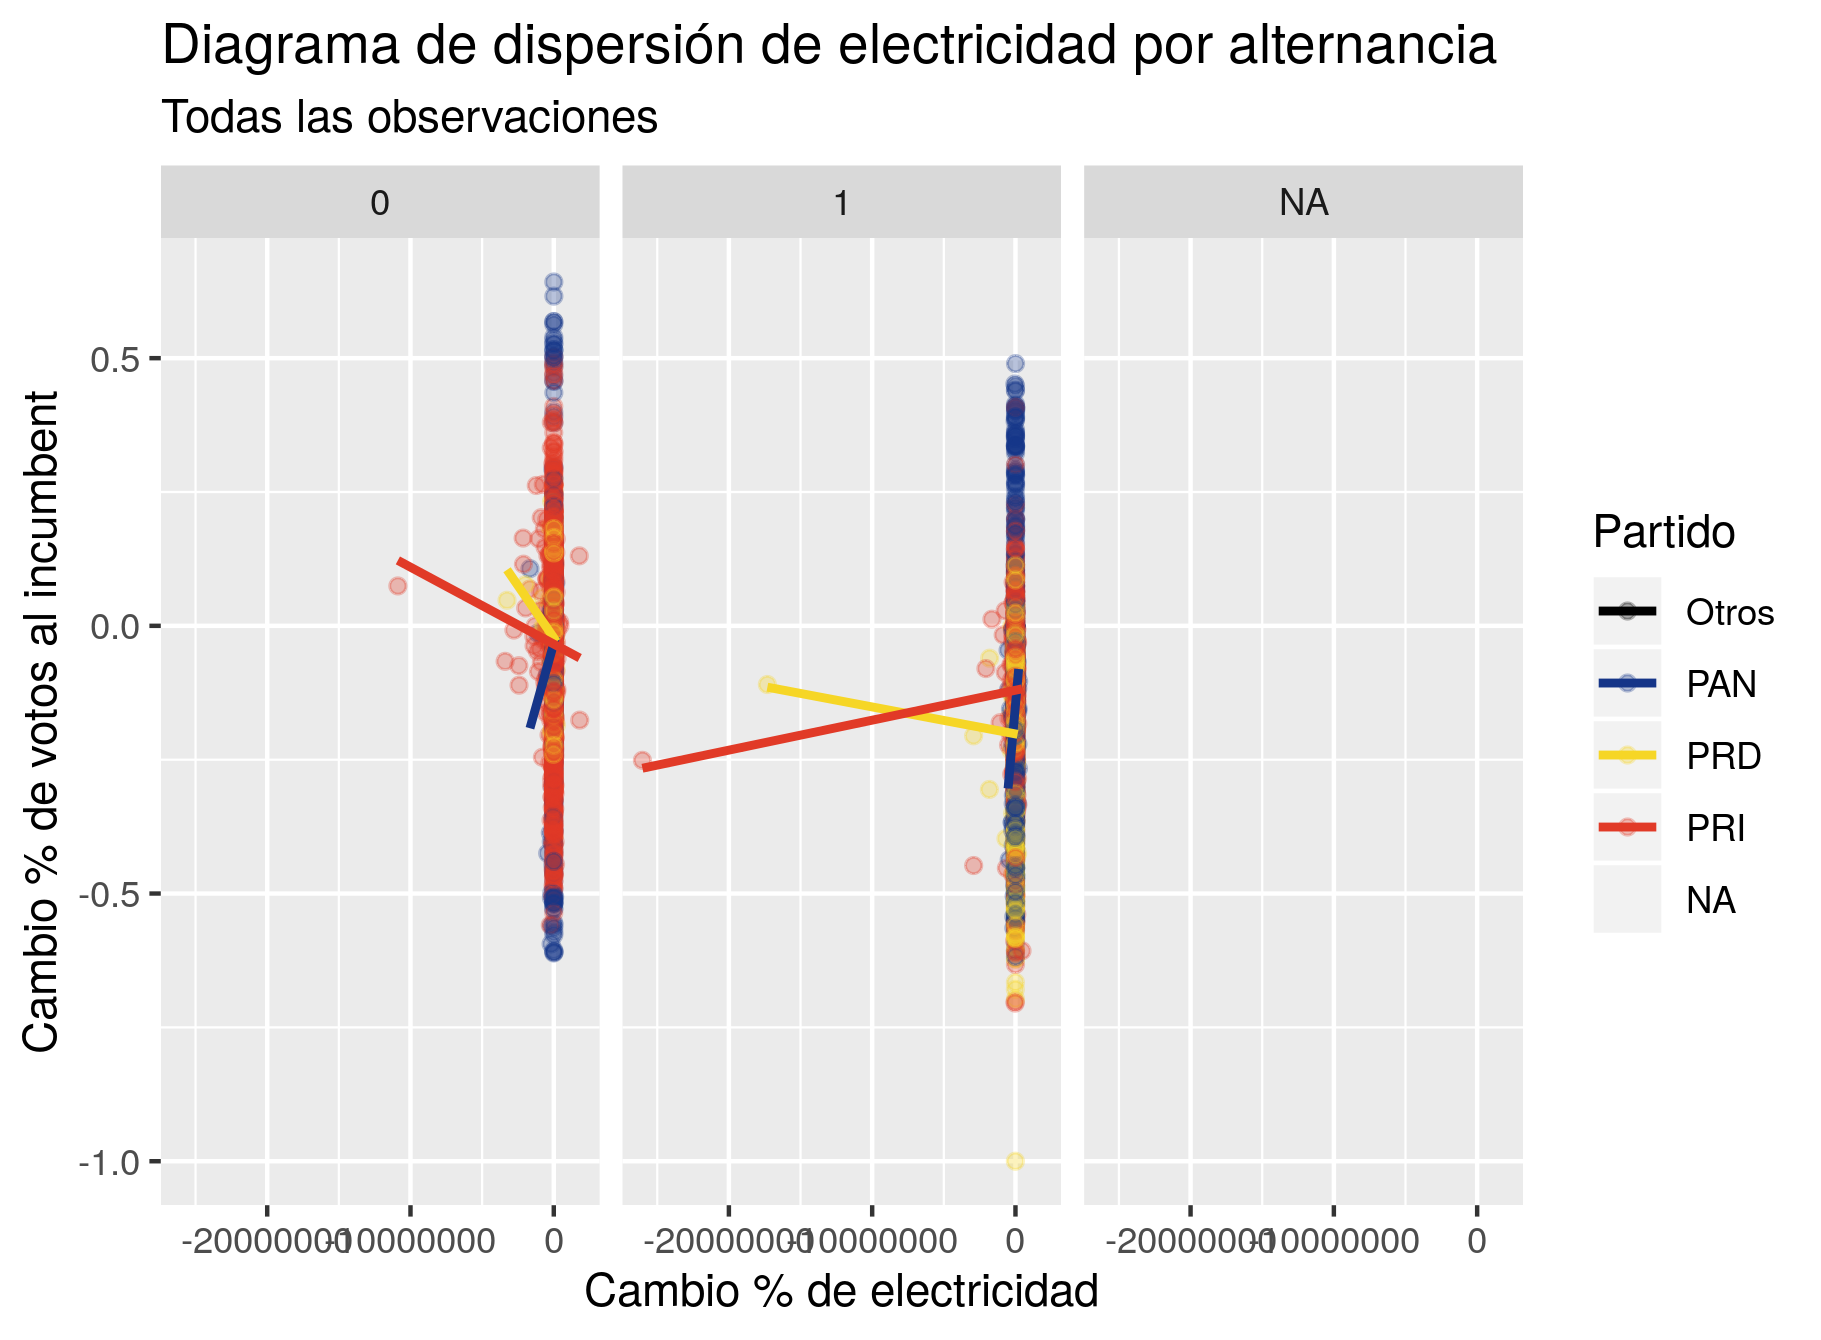 Diagrama de dispersión de electricidad por alternancia
Todas las observaciones
0 1 NA
Cambio % de votos al incumbent
0.5
0.0
-0.5
-1.0
-20000000 -10000000 0 -20000000 -10000000 0 -20000000 -10000000 0
Cambio % de electricidad
Partido
Otros
PAN
PRD
PRI
NA